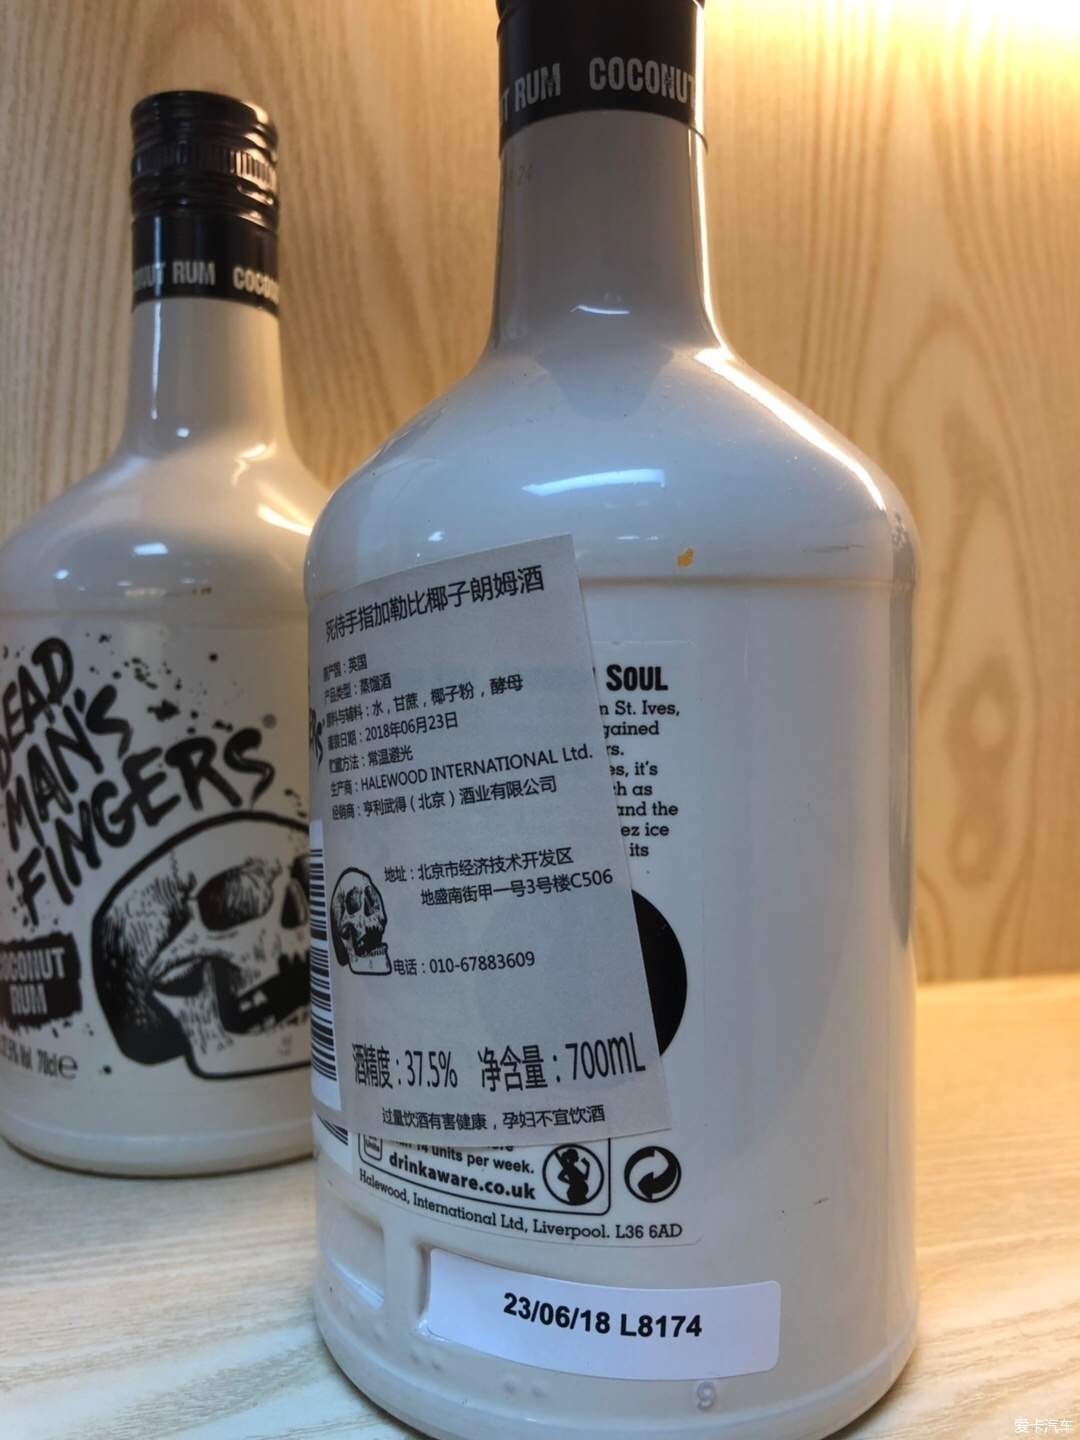 RUM COCONUT
RUM
DEAD
MAN'S
FINGERS®
COCONUT
RUM
70cl e
死侍手指加勒比椰子朗姆酒
原产国：英国
产品类型：蒸馏酒
原料与辅料：水，甘蔗，椰子粉，酵母
灌装日期：2018年06月23日
贮藏方法：常温避光
生产商：HALEWOOD INTERNATIONAL Ltd.
经销商：亨利武得（北京）酒业有限公司
地址：北京市经济技术开发区
地盛南街甲一号3号楼C506
电话：010-67883609
酒精度：37.5% 净含量：700mL
过量饮酒有害健康，孕妇不宜饮酒
SOUL
St. Ives,
it's
and the
ice
its
14 units per week.
drinkaware.co.uk
Halewood, International Ltd, Liverpool. L36 6AD
23/06/18 L8174
9
爱卡汽车